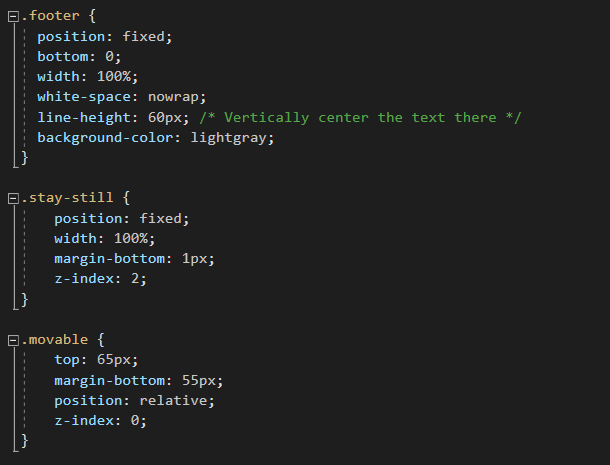 .footer {
position: fixed;
bottom: 0;
width: 100%;
white-space: nowrap;
line-height: 60px; /* Vertically center the text there */
background-color: lightgray;
}
.stay-still {
position: fixed;
width: 100%;
margin-bottom: 1px;
z-index: 2;
}
.movable {
top: 65px;
margin-bottom: 55px;
position: relative;
z-index: 0;
}